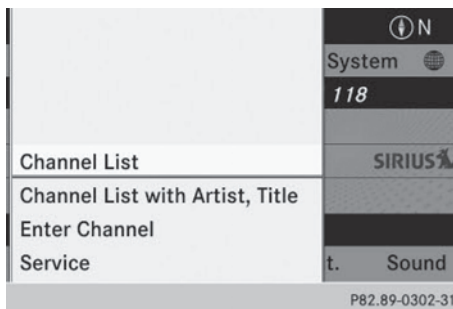 N
System
118
Channel List
SIRIUS
Channel List with Artist, Title
Enter Channel
Service
t.
Sound
P82.89-0302-31